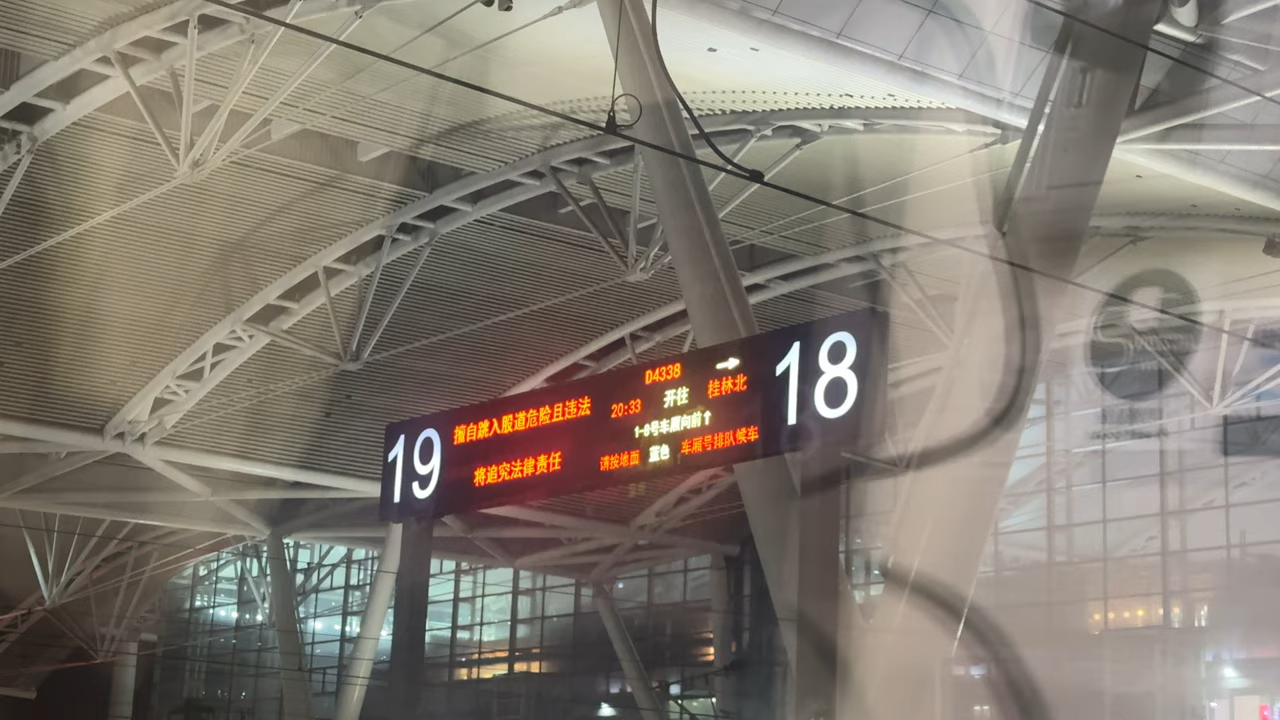 19
擅自跳入股道危险且违法
将追究法律责任
D4338 →
20:33 开往 桂林北
1-8号车厢向前↑
请按地面 蓝色 车厢号排队候车
18